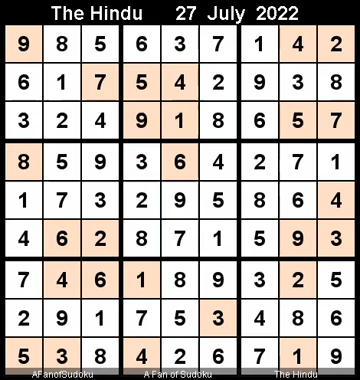 The Hindu 27 July 2022
9 8 5 6 3 7 1 4 2
6 1 7 5 4 2 9 3 8
3 2 4 9 1 8 6 5 7
8 5 9 3 6 4 2 7 1
1 7 3 2 9 5 8 6 4
4 6 2 8 7 1 5 9 3
7 4 6 1 8 9 3 2 5
2 9 1 7 5 3 4 8 6
5 3 8 4 2 6 7 1 9
AFanofSudoku A Fan of Sudoku The Hindu